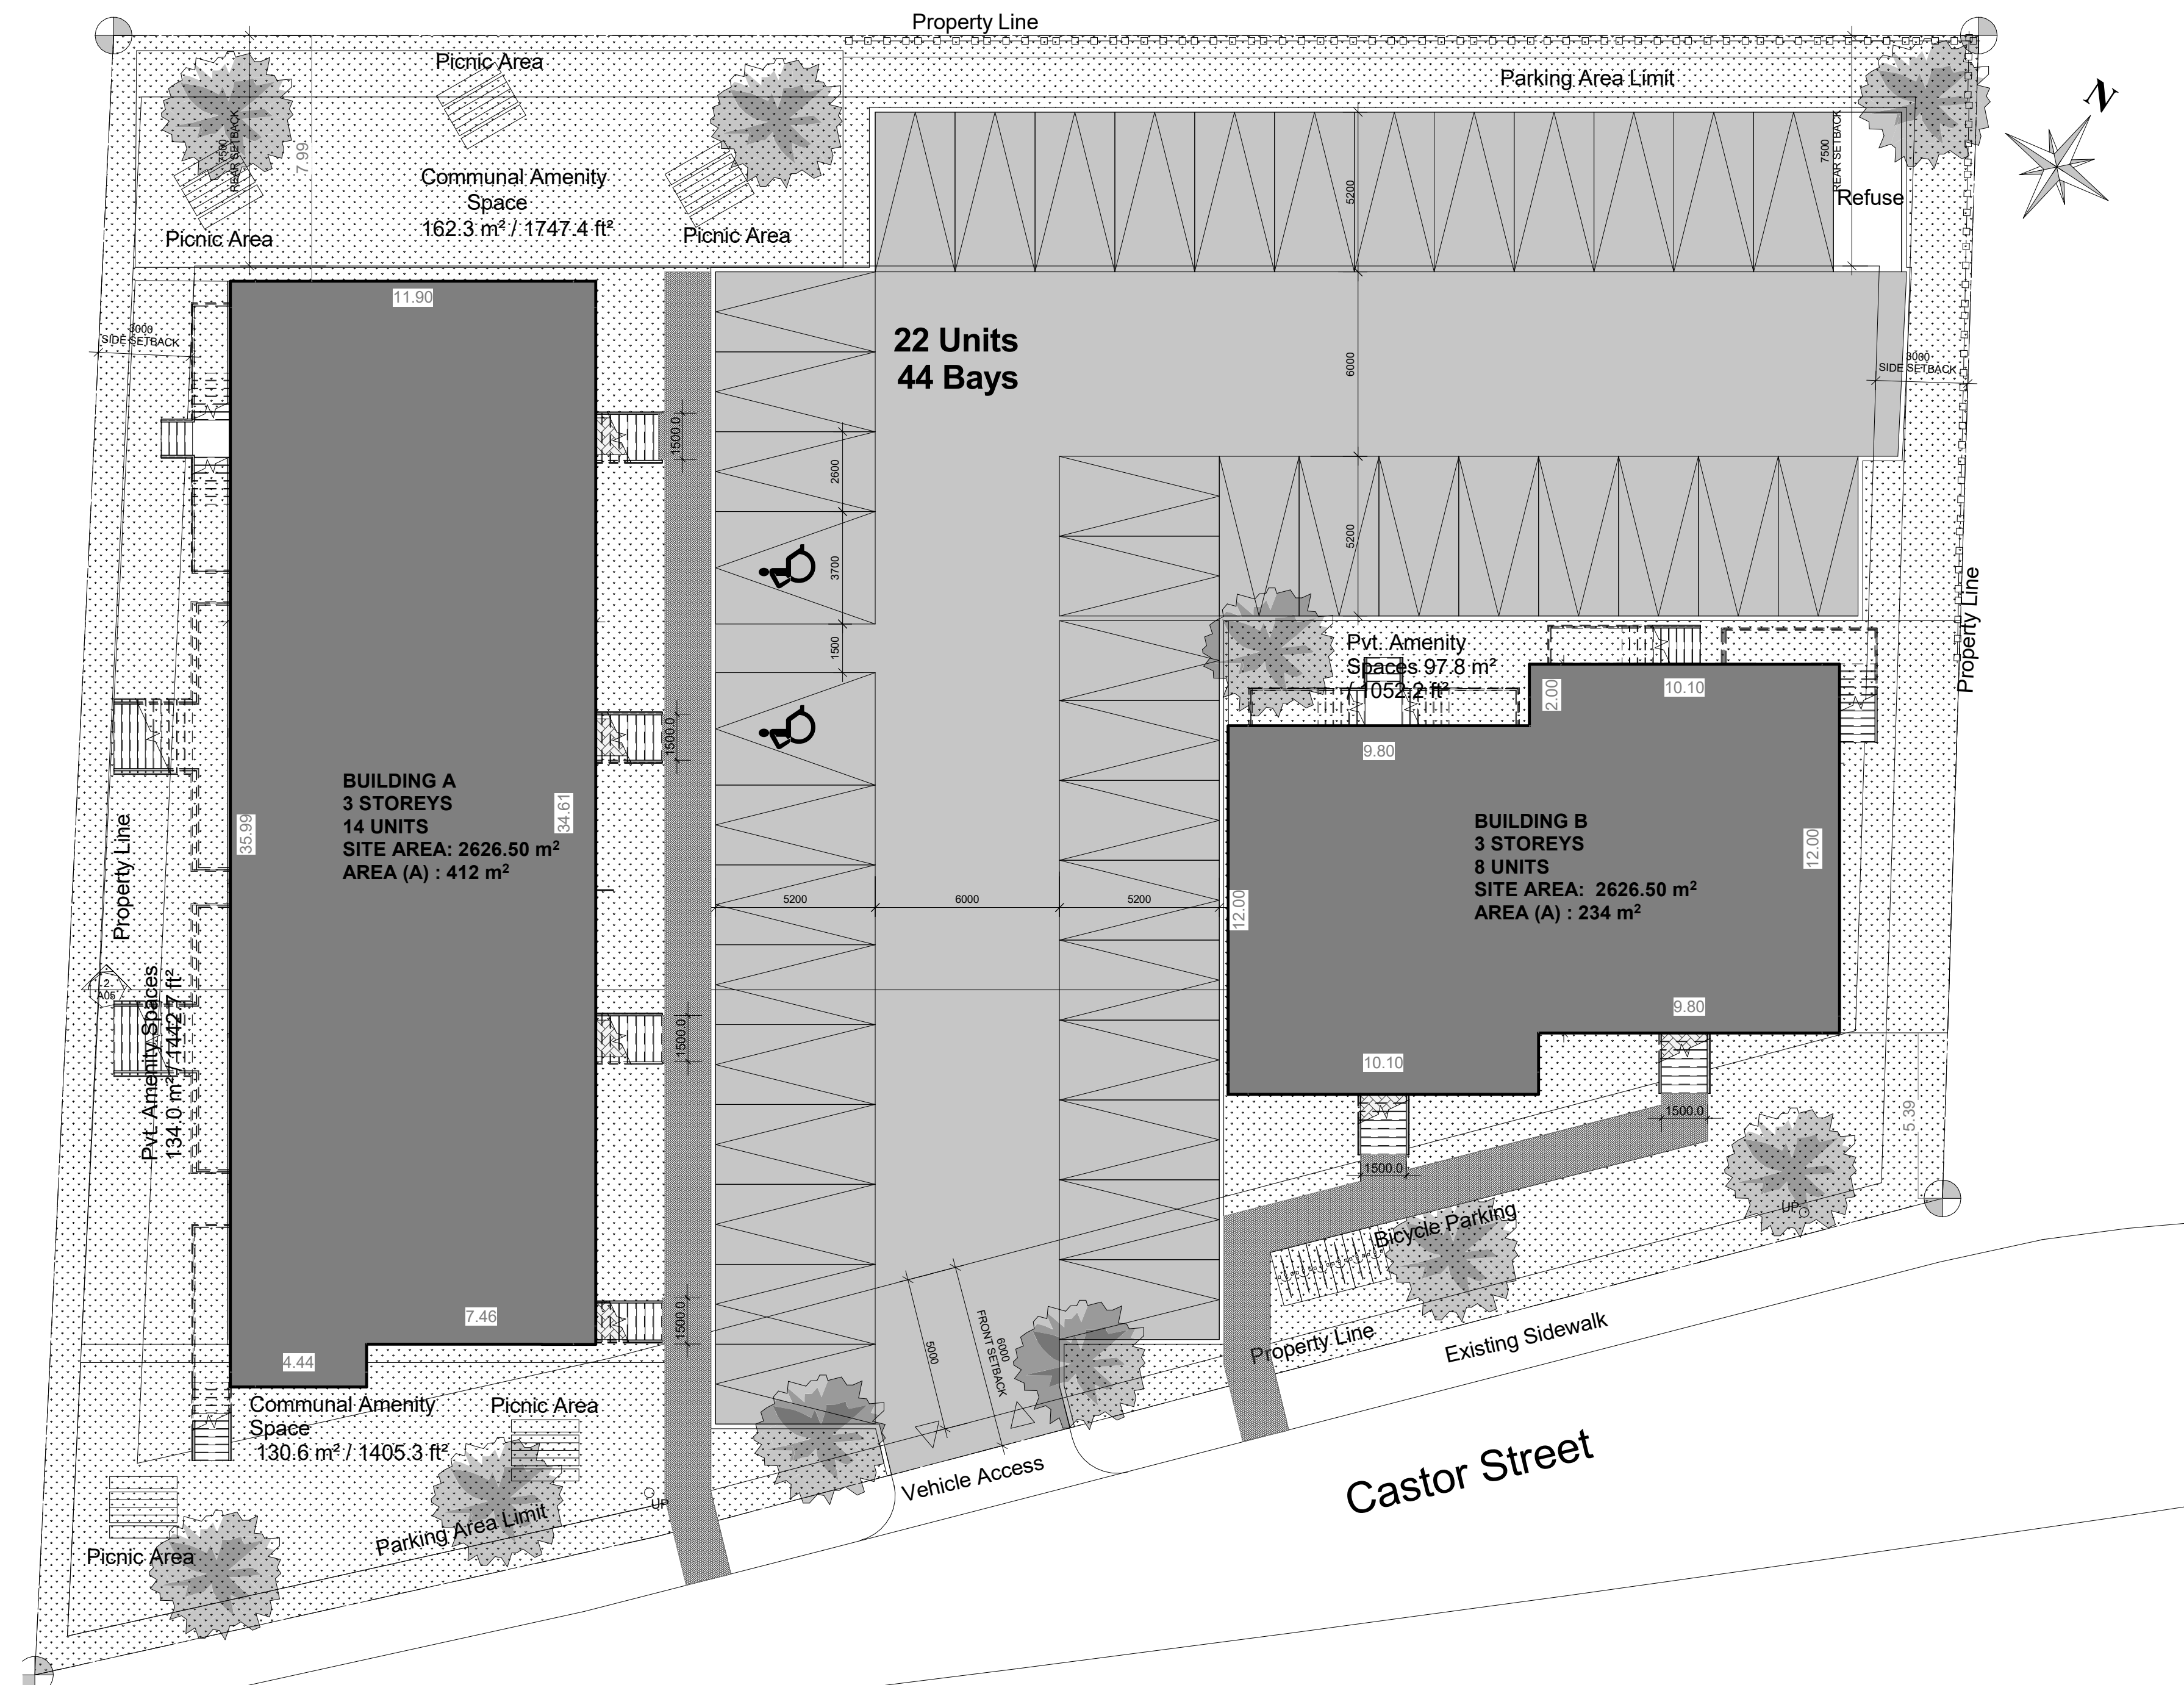 Property Line
Picnic Area
Parking Area Limit
N
7500
REAR SETBACK
7.99
Communal Amenity
Space
162.3 m² / 1747.4 ft²
Picnic Area
Picnic Area
5200
7500
REAR SETBACK
Refuse
11.90
3000
SIDE SETBACK
22 Units
44 Bays
6000
3000
SIDE SETBACK
1500.0
2600
3700
1500
5200
Property Line
1500.0
Pvt. Amenity
Spaces 97.8 m²
/ 1052.2 ft²
2.00
10.10
9.80
BUILDING A
3 STOREYS
14 UNITS
SITE AREA: 2626.50 m²
AREA (A) : 412 m²
35.99
34.61
BUILDING B
3 STOREYS
8 UNITS
SITE AREA: 2626.50 m²
AREA (A) : 234 m²
12.00
12.00
Property Line
5200
6000
5200
2
A05
Pvt. Amenity Spaces
134.0 m² / 1442.7 ft²
1500.0
9.80
10.10
1500.0
1500.0
5.39
UP
Bicycle Parking
7.46
4.44
1500.0
5000
6000
FRONT SETBACK
Property Line
Existing Sidewalk
Communal Amenity
Space
130.6 m² / 1405.3 ft²
Picnic Area
UP
Vehicle Access
Castor Street
Parking Area Limit
Picnic Area